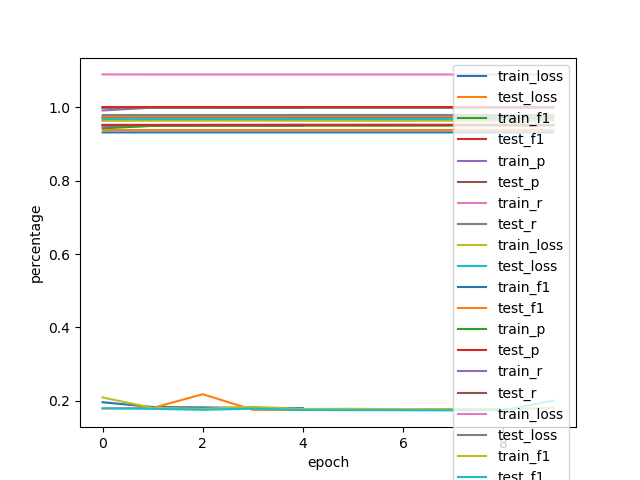 percentage
1.0
0.8
0.6
0.4
0.2
0
2
4
6
8
epoch
train_loss
test_loss
train_f1
test_f1
train_p
test_p
train_r
test_r
train_loss
test_loss
train_f1
test_f1
train_p
test_p
train_r
test_r
train_loss
test_loss
train_f1
test_f1